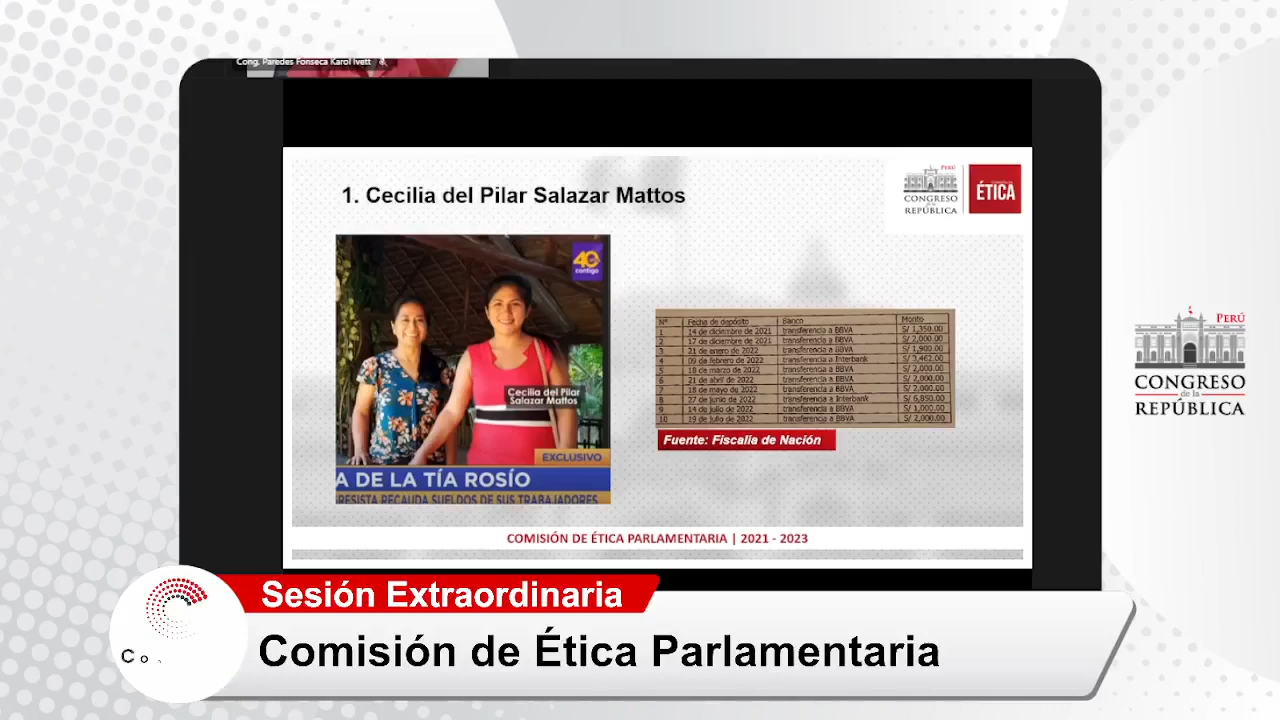 Cong. Paredes Fonseca Karol Ivett
1. Cecilia del Pilar Salazar Mattos
PERÚ
CONGRESO
de la
REPÚBLICA
ÉTICA
40
contigo
Cecilia del Pilar
Salazar Mattos
EXCLUSIVO
A DE LA TÍA ROSÍO
GRESISTA RECAUDA SUELDOS DE SUS TRABAJADORES
N° Fecha de depósito Banco Monto
1 14 de diciembre de 2021 transferencia a BBVA S/ 1,350.00
2 17 de diciembre de 2021 transferencia a BBVA S/ 2,000.00
3 21 de enero de 2022 transferencia a BBVA S/ 1,900.00
4 09 de febrero de 2022 transferencia a Interbank S/ 3,462.00
5 18 de marzo de 2022 transferencia a BBVA S/ 2,000.00
6 21 de abril de 2022 transferencia a BBVA S/ 2,000.00
7 18 de mayo de 2022 transferencia a BBVA S/ 2,000.00
8 27 de junio de 2022 transferencia a Interbank S/ 6,850.00
9 14 de julio de 2022 transferencia a BBVA S/ 1,000.00
10 19 de julio de 2022 transferencia a BBVA S/ 2,000.00
Fuente: Fiscalía de Nación
COMISIÓN DE ÉTICA PARLAMENTARIA | 2021 - 2023
PERÚ
CONGRESO
de la
REPÚBLICA
Sesión Extraordinaria
Comisión de Ética Parlamentaria
Co